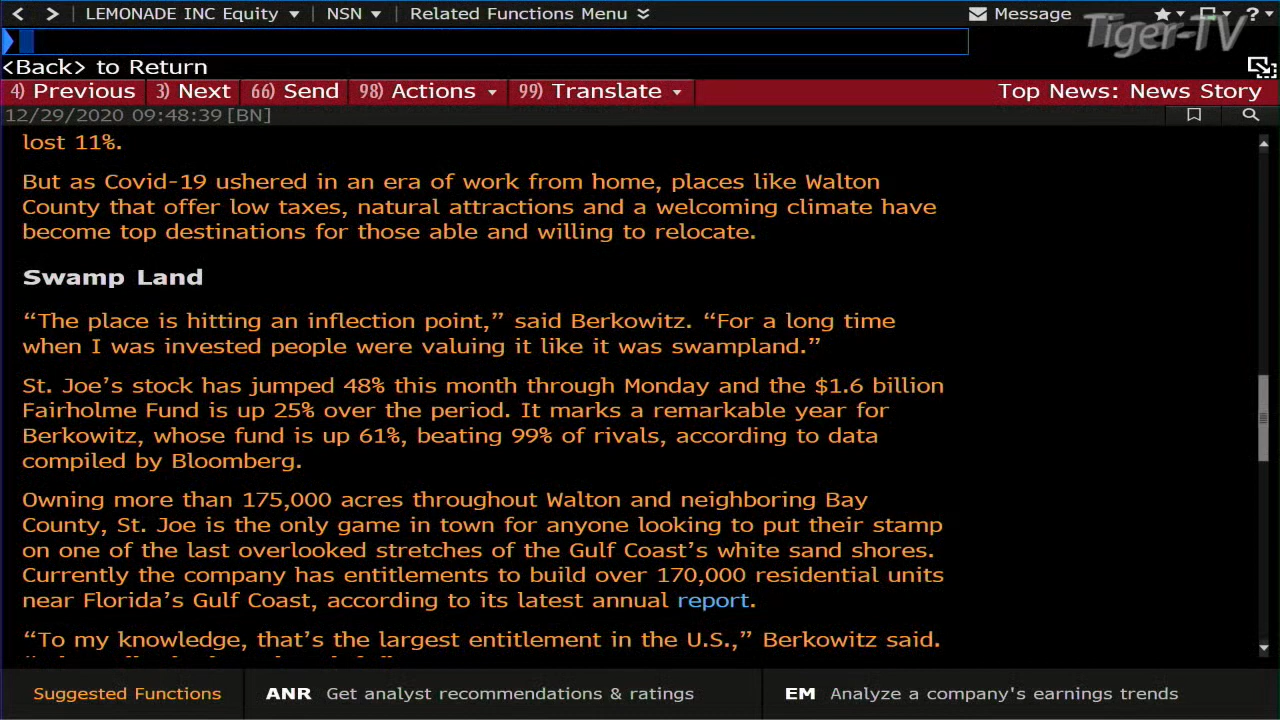 LEMONADE INC Equity NSN Related Functions Menu Message ?
Tiger-TV
<Back> to Return
4) Previous 3) Next 66) Send 98) Actions 99) Translate Top News: News Story
12/29/2020 09:48:39 [BN]
lost 11%.
But as Covid-19 ushered in an era of work from home, places like Walton
County that offer low taxes, natural attractions and a welcoming climate have
become top destinations for those able and willing to relocate.
Swamp Land
“The place is hitting an inflection point,” said Berkowitz. “For a long time
when I was invested people were valuing it like it was swampland.”
St. Joe’s stock has jumped 48% this month through Monday and the $1.6 billion
Fairholme Fund is up 25% over the period. It marks a remarkable year for
Berkowitz, whose fund is up 61%, beating 99% of rivals, according to data
compiled by Bloomberg.
Owning more than 175,000 acres throughout Walton and neighboring Bay
County, St. Joe is the only game in town for anyone looking to put their stamp
on one of the last overlooked stretches of the Gulf Coast’s white sand shores.
Currently the company has entitlements to build over 170,000 residential units
near Florida’s Gulf Coast, according to its latest annual report.
“To my knowledge, that’s the largest entitlement in the U.S.,” Berkowitz said.
Suggested Functions ANR Get analyst recommendations & ratings EM Analyze a company's earnings trends